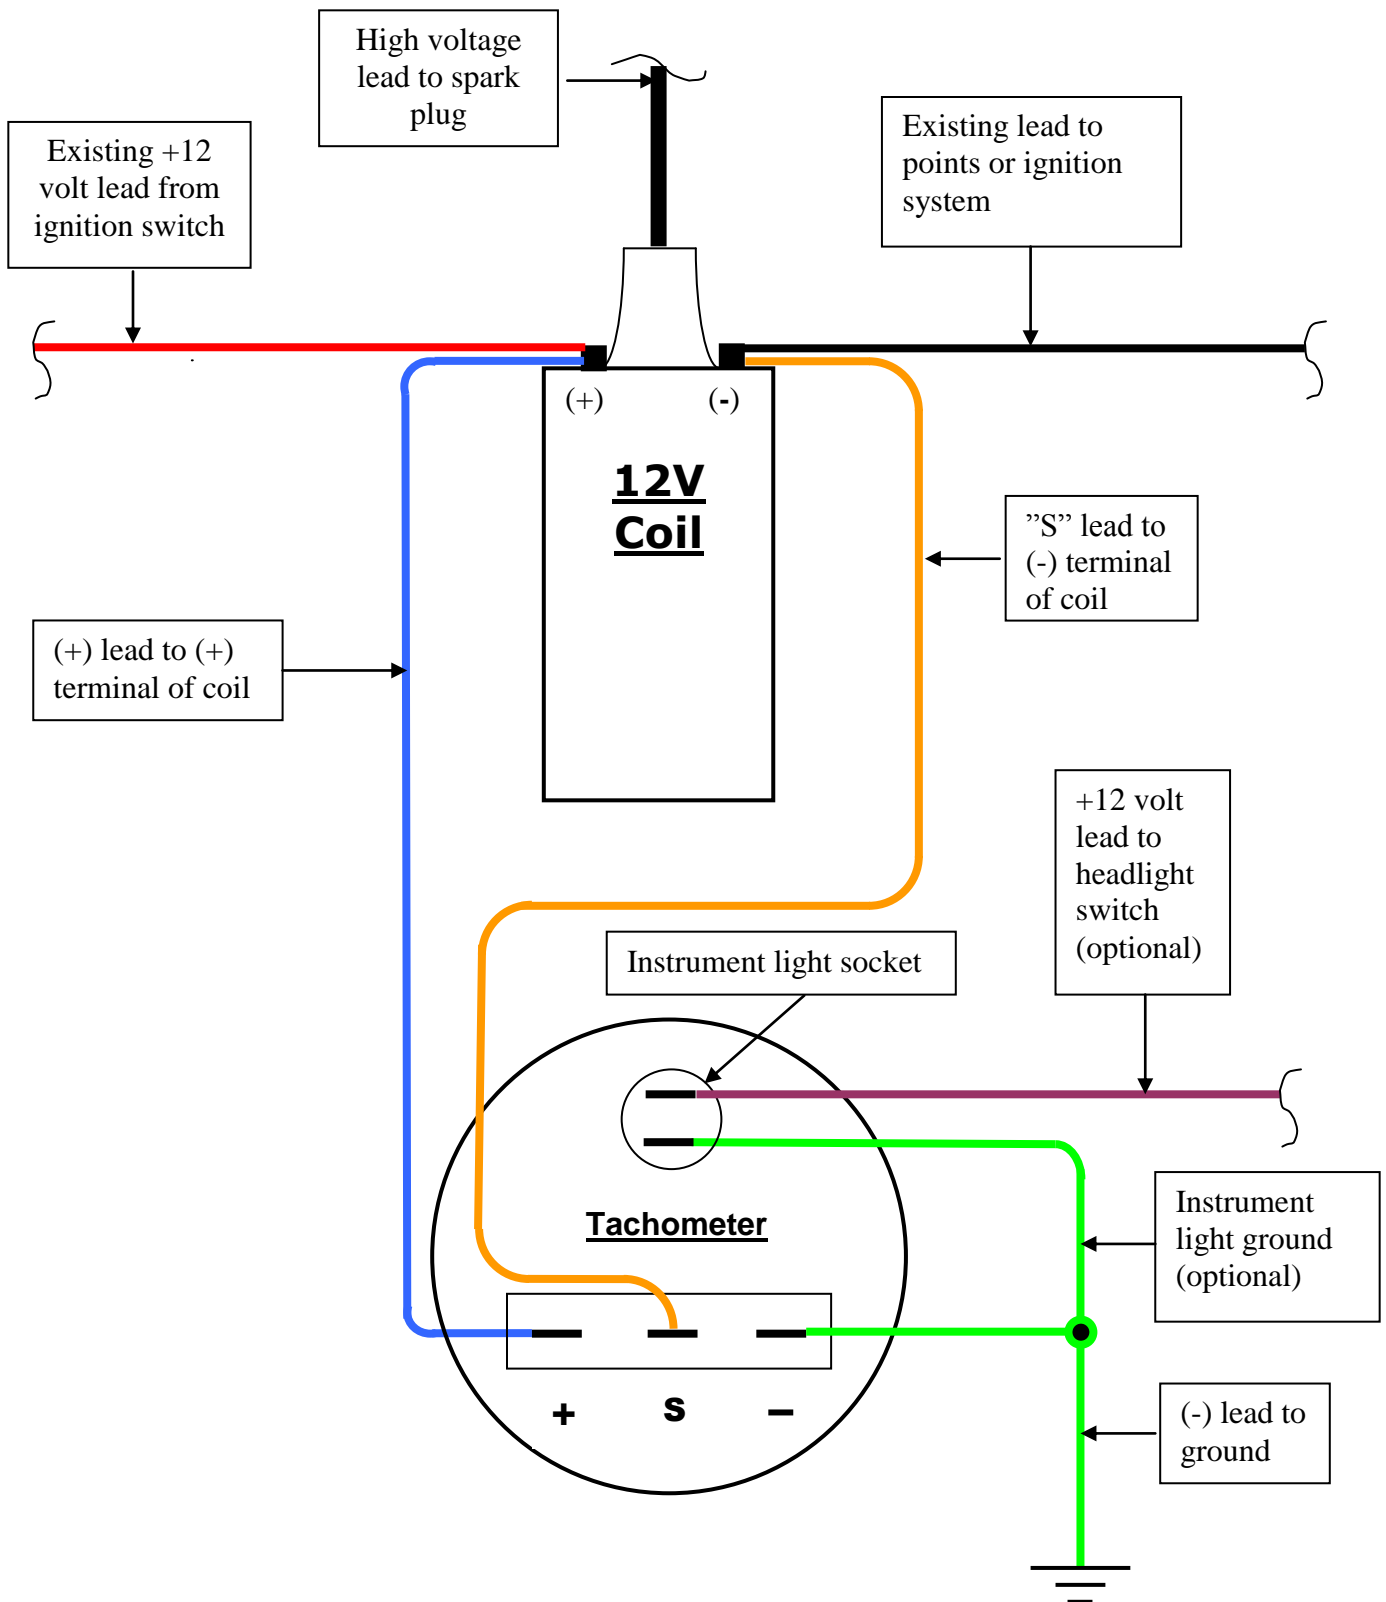 High voltage
lead to spark
plug
Existing +12
volt lead from
ignition switch
Existing lead to
points or ignition
system
(+)
(-)
12V
Coil
”S” lead to
(-) terminal
of coil
(+) lead to (+)
terminal of coil
+12 volt
lead to
headlight
switch
(optional)
Instrument light socket
Tachometer
Instrument
light ground
(optional)
+ S –
(-) lead to
ground